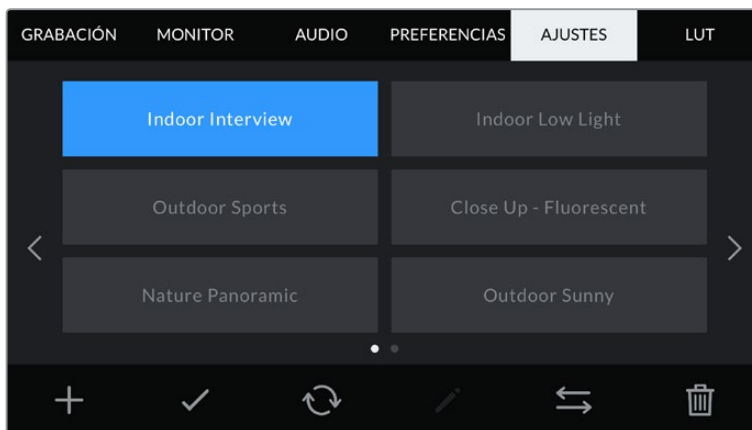 GRABACIÓN MONITOR AUDIO PREFERENCIAS AJUSTES LUT
Indoor Interview Indoor Low Light
Outdoor Sports Close Up - Fluorescent
Nature Panoramic Outdoor Sunny